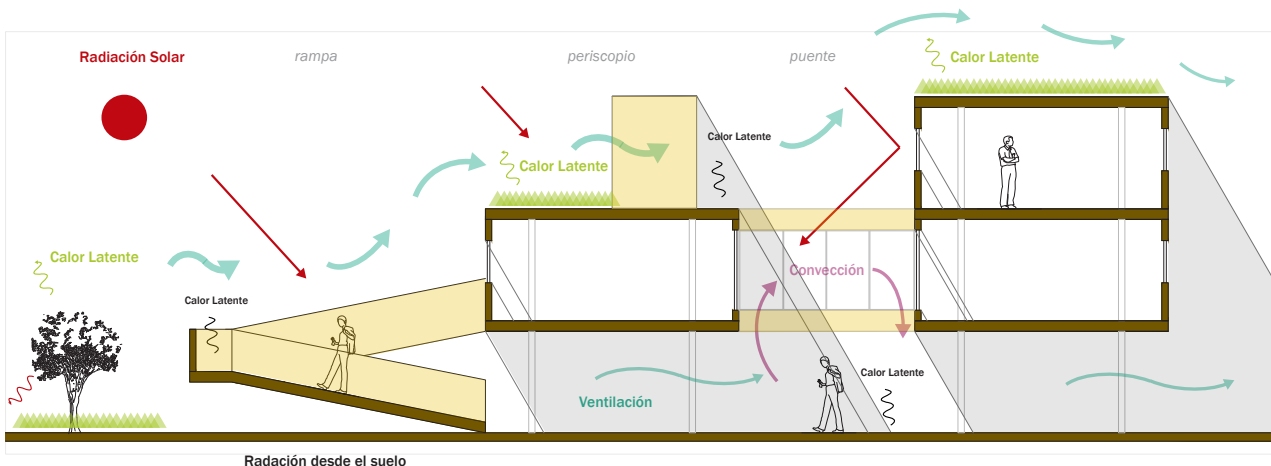 Radiación Solar
rampa
periscopio
puente
Calor Latente
Calor Latente
Calor Latente
Calor Latente
Calor Latente
Convección
Calor Latente
Ventilación
Radación desde el suelo